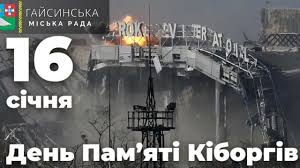 ГАЙСИНСЬКА
МІСЬКА РАДА
16
січня
День Пам’яті Кіборгів